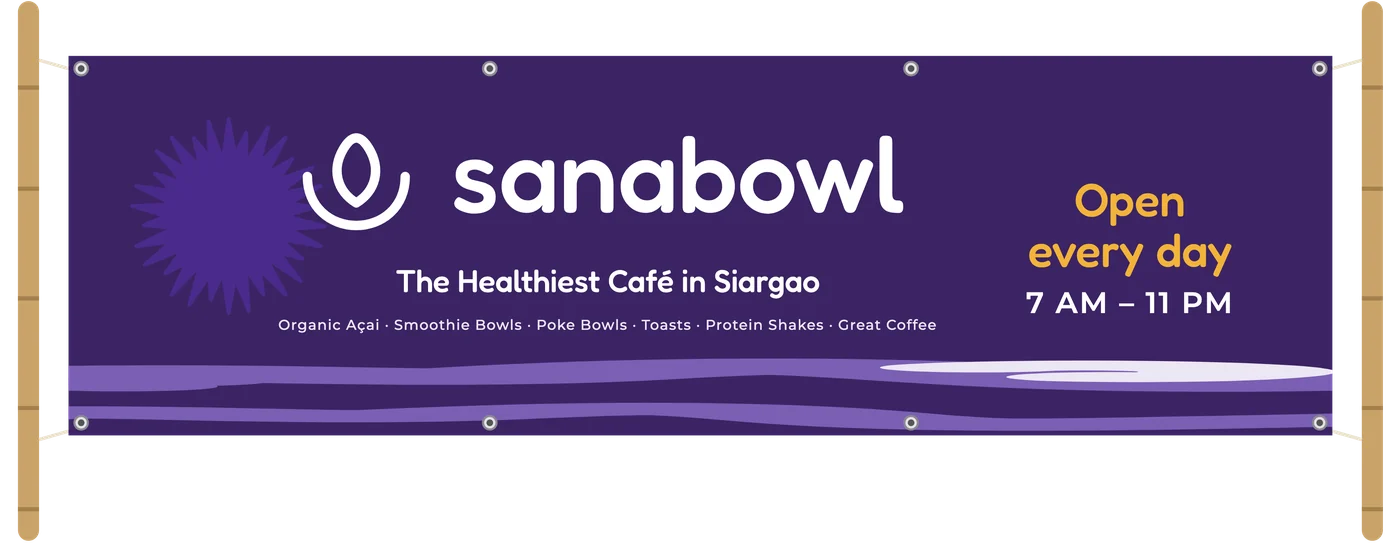 sanabowl
The Healthiest Café in Siargao
Organic Açai · Smoothie Bowls · Poke Bowls · Toasts · Protein Shakes · Great Coffee
Open
every day
7 AM – 11 PM